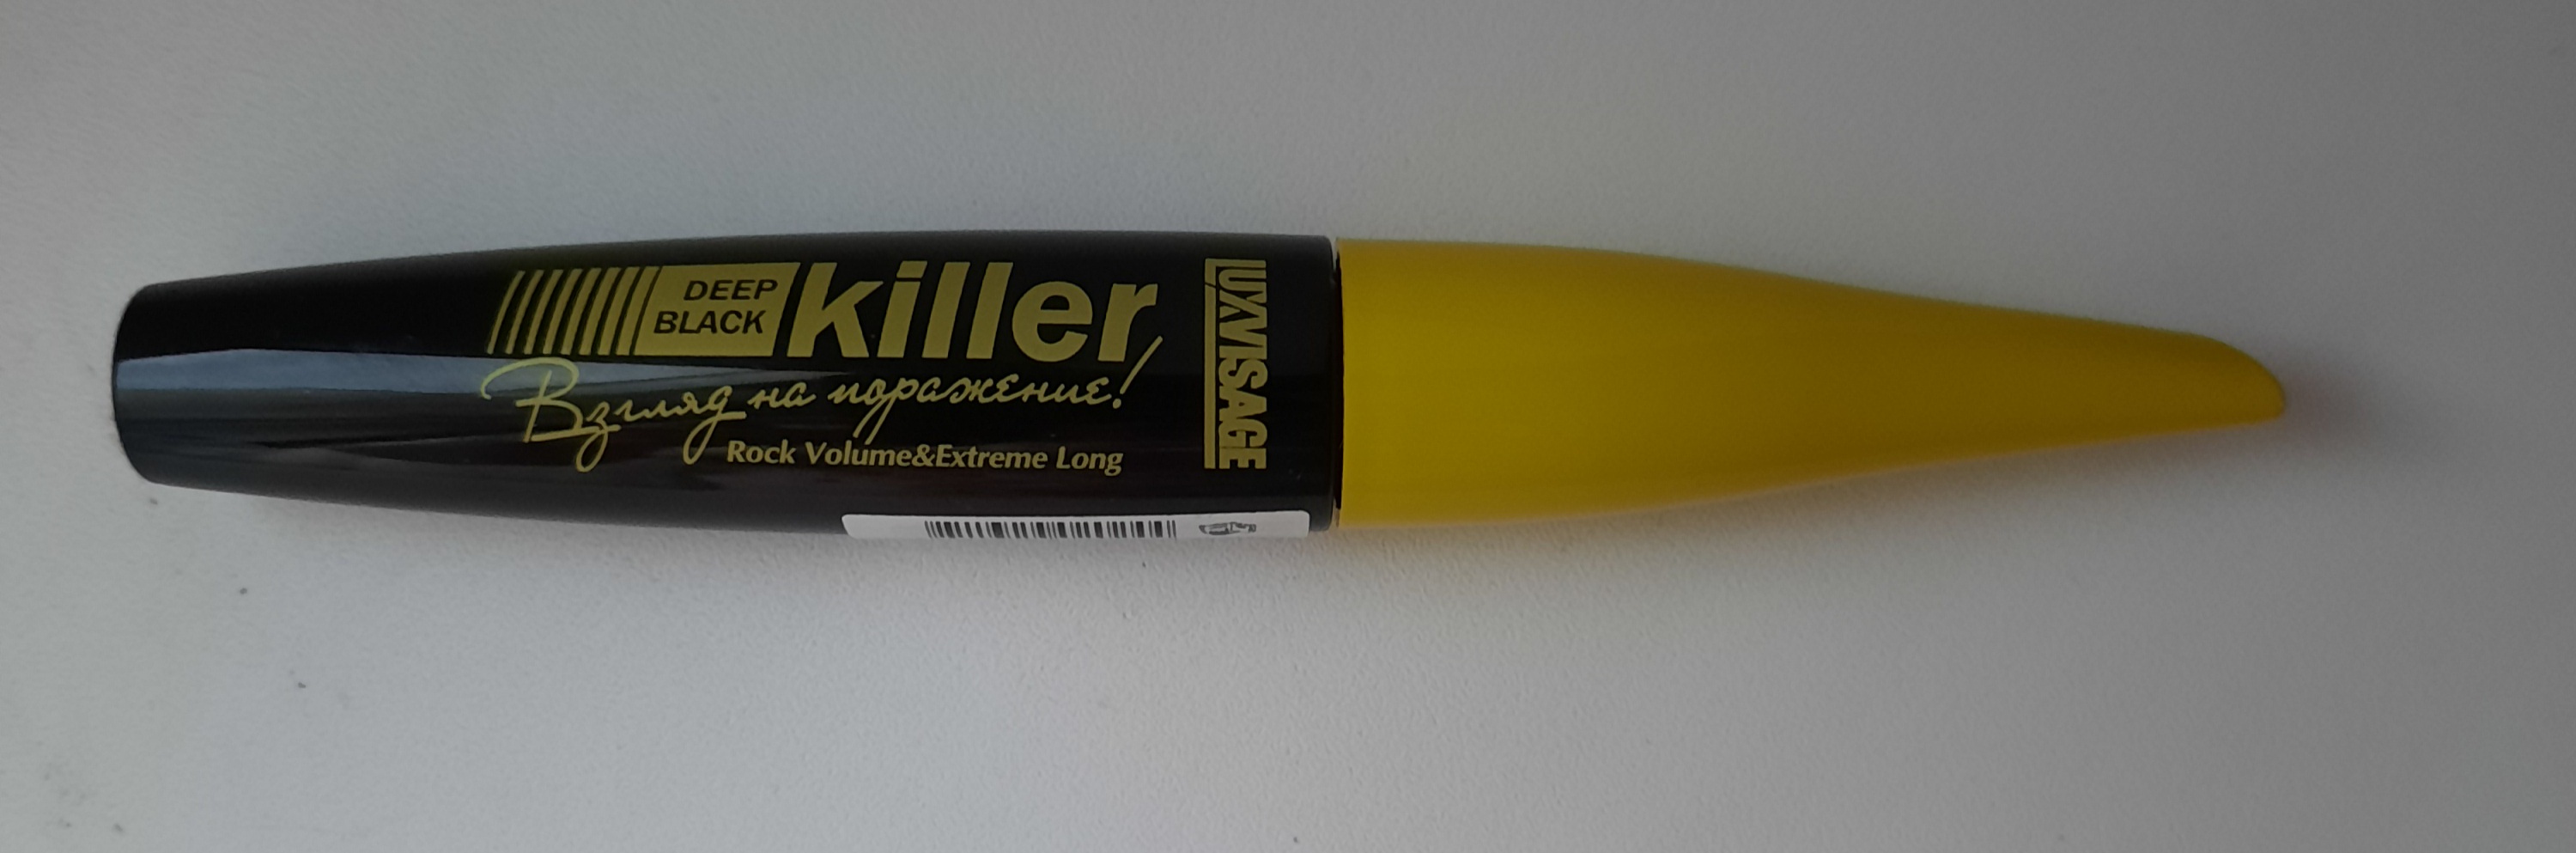 DEEP
BLACK
killer
Взгляд на поражение!
Rock Volume&Extreme Long
LUXVISAGE